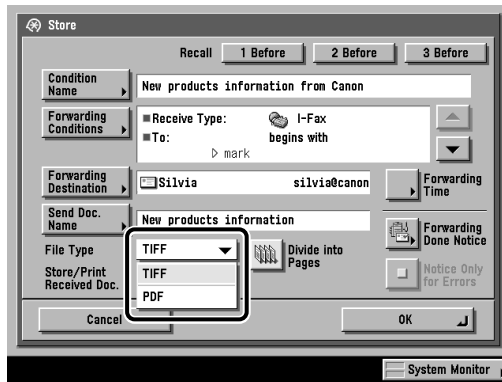 Store
Recall 1 Before 2 Before 3 Before
Condition Name New products information from Canon
Forwarding Conditions Receive Type: I-Fax
To: begins with
mark
Forwarding Destination Silvia silvia@canon Forwarding Time
Send Doc. Name New products information Forwarding Done Notice
File Type TIFF Divide into Pages
TIFF
PDF
Store/Print Received Doc. Notice Only for Errors
Cancel OK
System Monitor